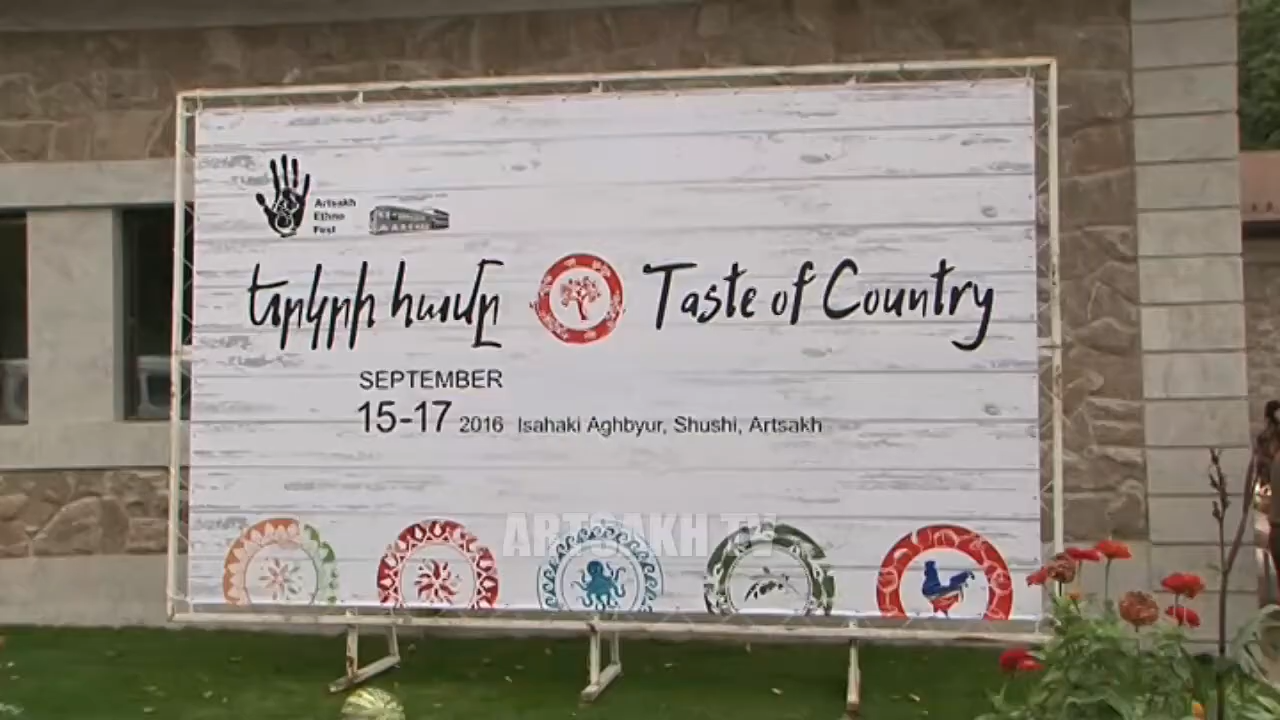 Artsakh
Ethno
Fest
Երկրի համը Taste of Country
SEPTEMBER
15-17 2016 Isahaki Aghbyur, Shushi, Artsakh
ARTSAKH TV